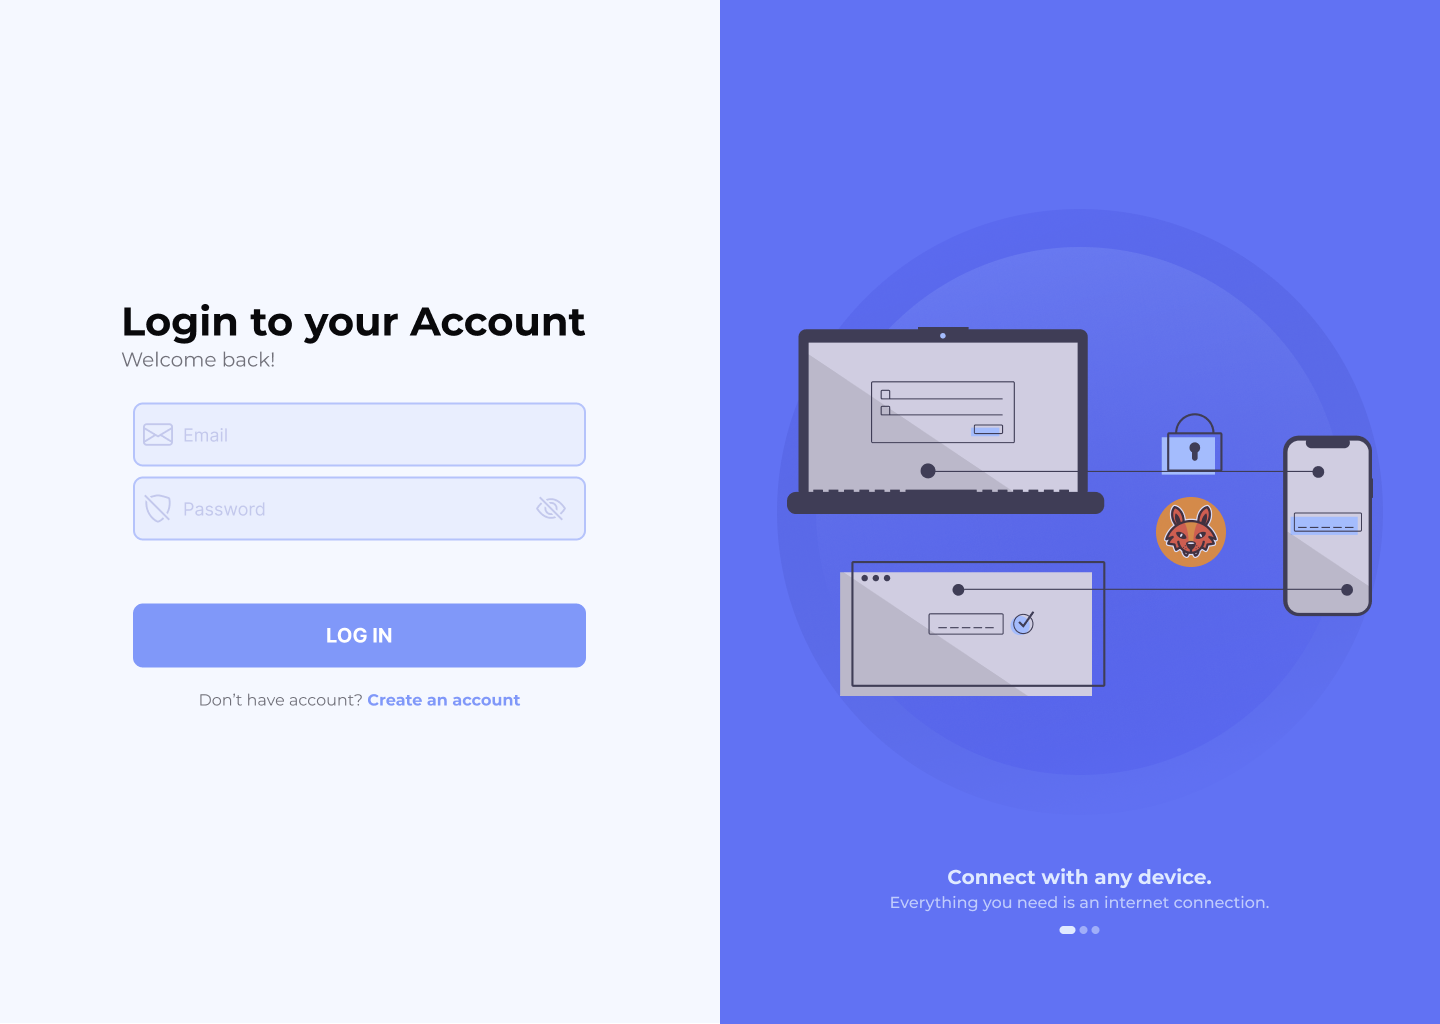 Login to your Account
Welcome back!
Email
Password
LOG IN
Don’t have account? Create an account
Connect with any device.
Everything you need is an internet connection.